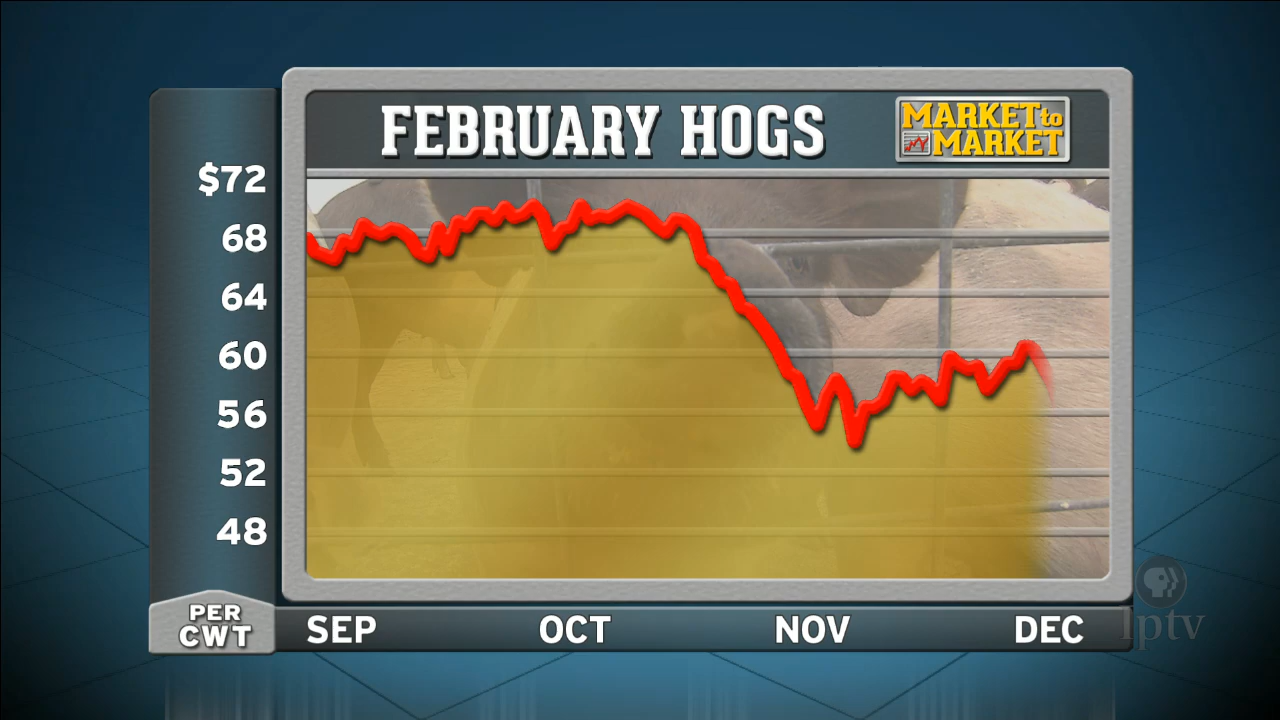 FEBRUARY HOGS
MARKET to
MARKET
$72
68
64
60
56
52
48
PER
CWT
SEP OCT NOV DEC
Iptv